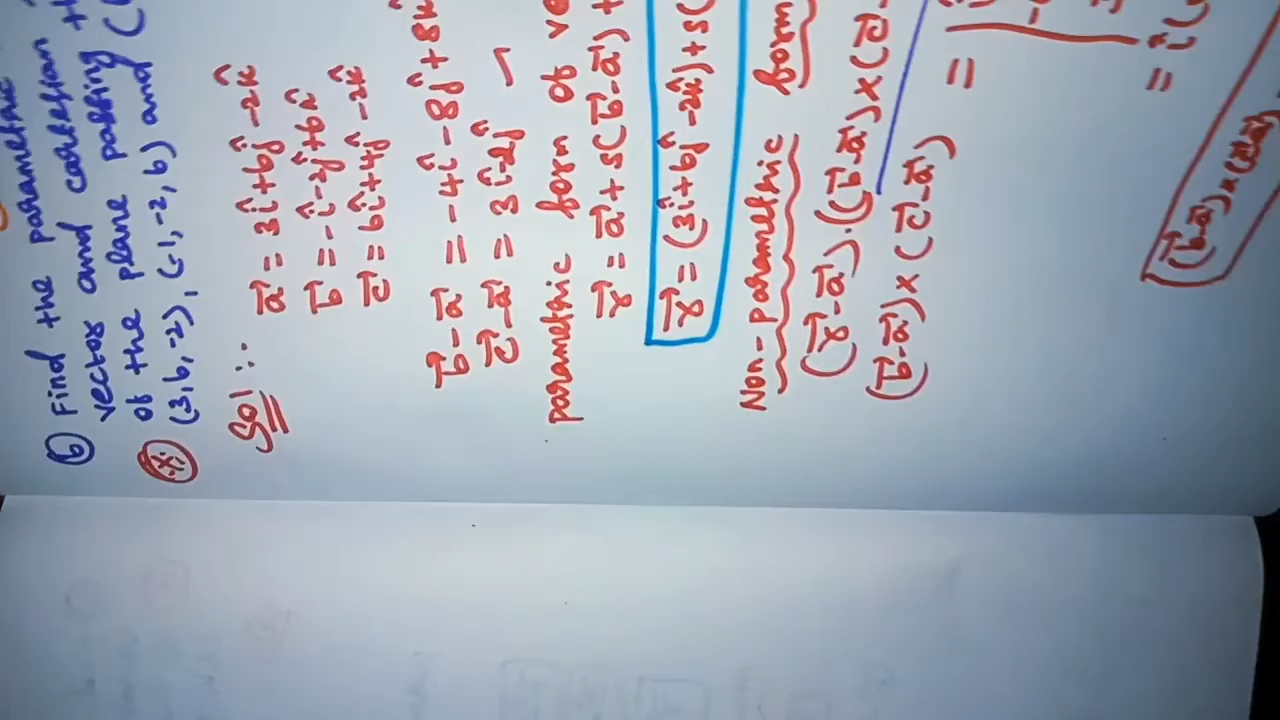 ⑥ Find the parametric
vector and cartesian
of the plane passing th
(3, 6, -2), (-1, -2, 6) and (
Sol :-
a⃗ = 3î + 6ĵ - 2k̂
b⃗ = -î - 2ĵ + 6k̂
c⃗ = 6î + 4ĵ - 2k̂
b⃗ - a⃗ = -4î - 8ĵ + 8k̂
c⃗ - a⃗ = 3î - 2ĵ
parametric form of ve
r⃗ = a⃗ + s(b⃗ - a⃗) +
r⃗ = (3î + 6ĵ - 2k̂) + s(
Non-parametric form
(r⃗ - a⃗) · (b⃗ - a⃗) × (c⃗ -
(b⃗ - a⃗) × (c⃗ - a⃗) =
= î(
(b⃗ - a⃗) × (c⃗ - a⃗)